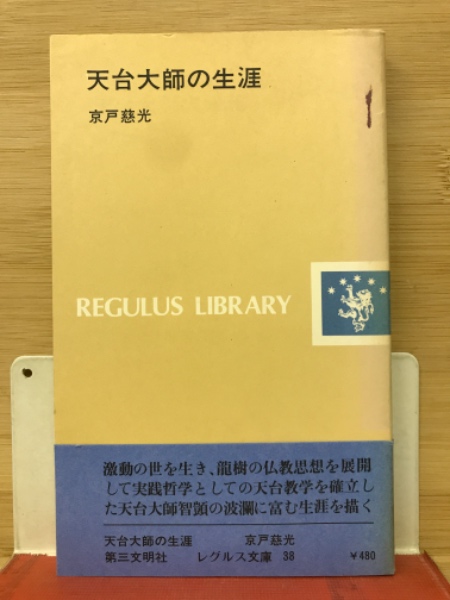 天台大師の生涯
京戸慈光
REGULUS LIBRARY
激動の世を生き、龍樹の仏教思想を展開
して実践哲学としての天台教学を確立し
た天台大師智顗の波瀾に富む生涯を描く
天台大師の生涯 京戸慈光
第三文明社 レグルス文庫 38 ¥480